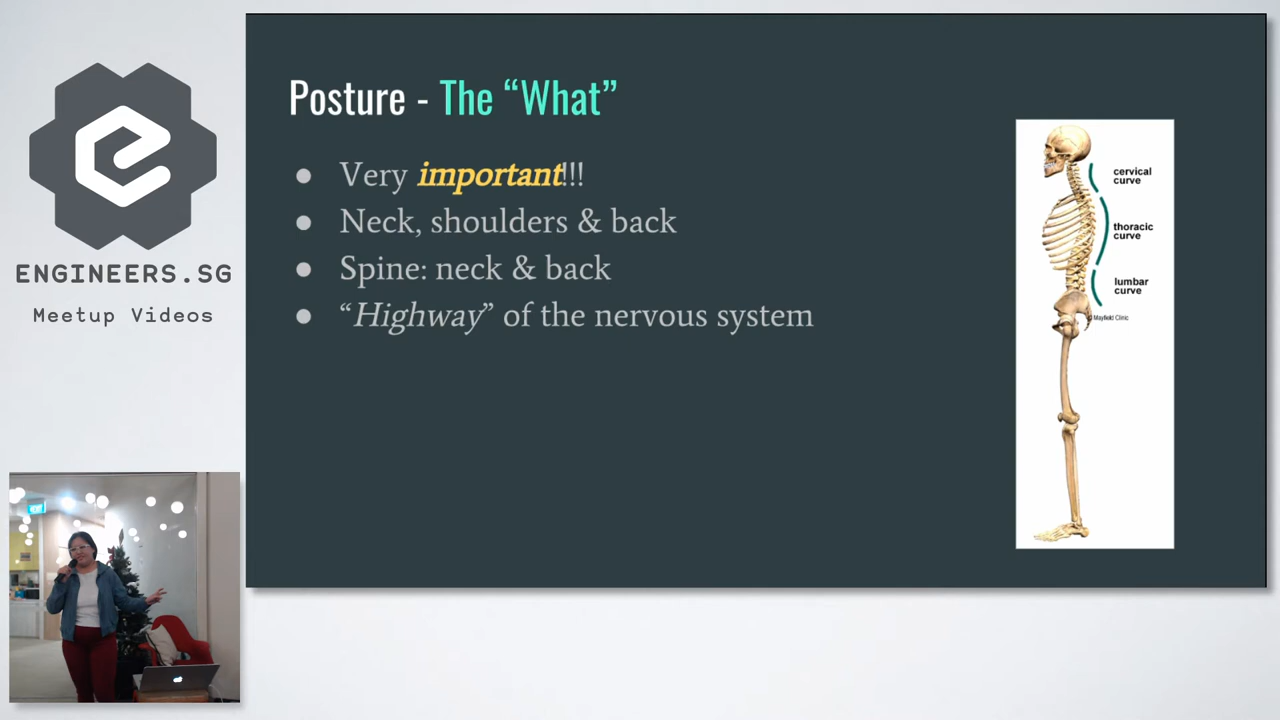 ENGINEERS.SG
Meetup Videos
Posture - The “What”
● Very important!!!
● Neck, shoulders & back
● Spine: neck & back
● “Highway” of the nervous system
cervical
curve
thoracic
curve
lumbar
curve
© Mayfield Clinic